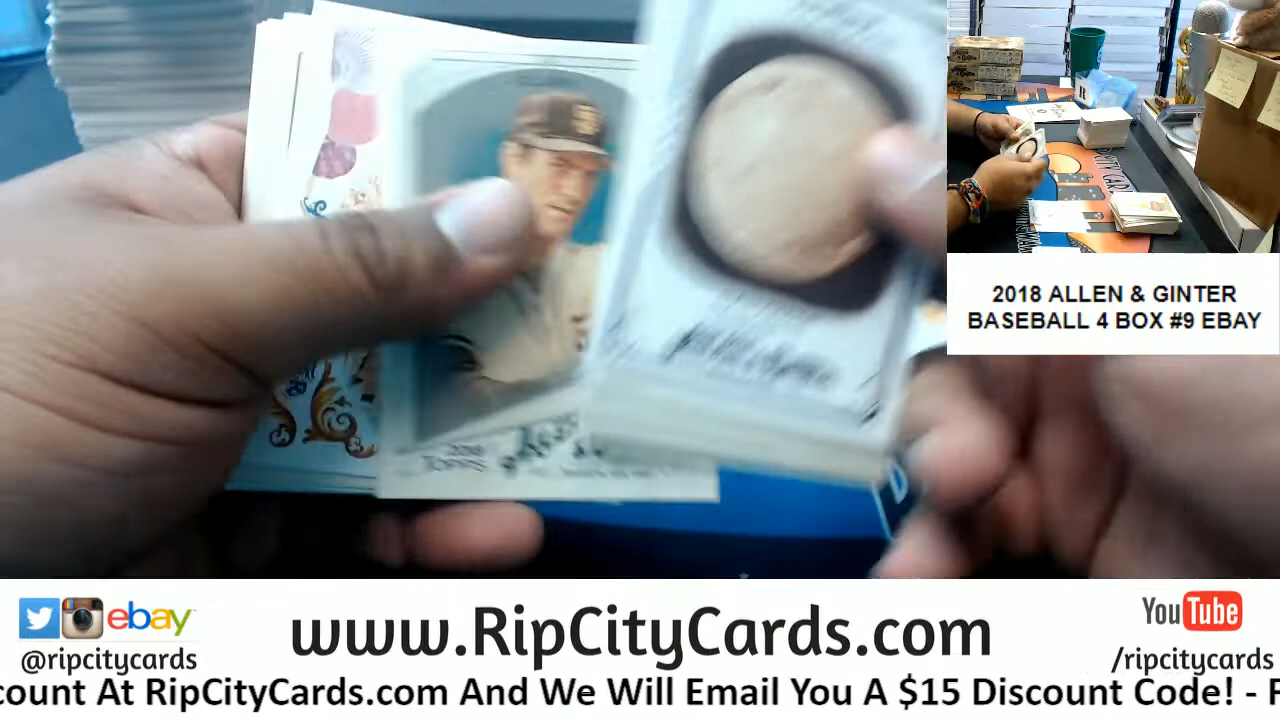 2018 ALLEN & GINTER
BASEBALL 4 BOX #9 EBAY
ebay
@ripcitycards
www.RipCityCards.com
YouTube
/ripcitycards
count At RipCityCards.com And We Will Email You A $15 Discount Code! - F
TOPPS